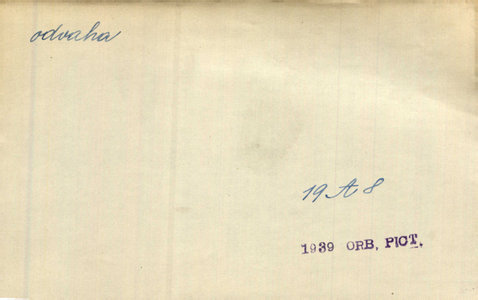 odvaha
19 A 8
1939 ORB. PICT.